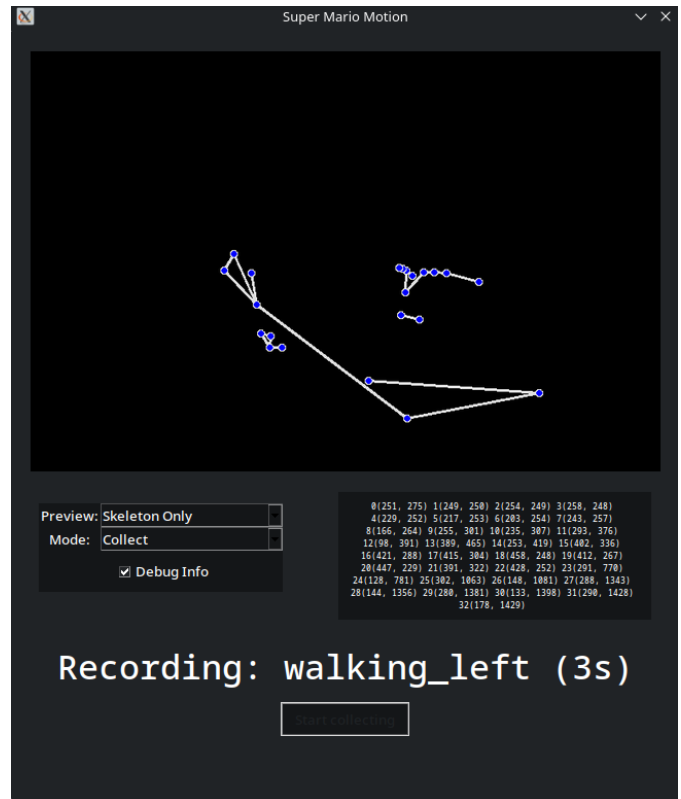 Super Mario Motion
Preview: Skeleton Only
Mode: Collect
Debug Info
0(251, 275) 1(249, 250) 2(254, 249) 3(258, 248)
4(229, 252) 5(217, 253) 6(203, 254) 7(243, 257)
8(166, 264) 9(255, 301) 10(235, 307) 11(293, 376)
12(98, 391) 13(389, 465) 14(253, 419) 15(402, 336)
16(421, 288) 17(415, 304) 18(458, 248) 19(412, 267)
20(447, 229) 21(391, 322) 22(428, 252) 23(291, 770)
24(128, 781) 25(302, 1063) 26(148, 1081) 27(288, 1343)
28(144, 1356) 29(280, 1381) 30(133, 1398) 31(290, 1428)
32(178, 1429)
Recording: walking_left (3s)
Start collecting